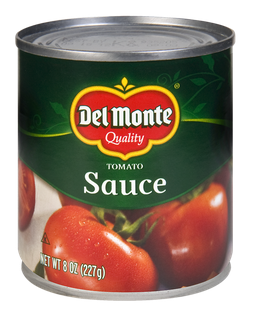 Del Monte
Quality
TOMATO
Sauce
NET WT 8 OZ (227g)